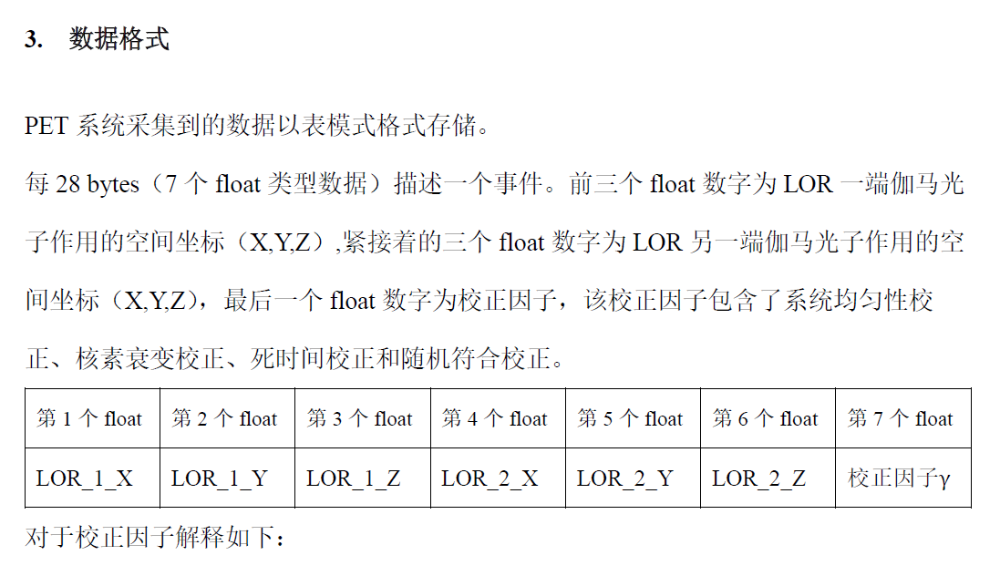 3. 数据格式
PET 系统采集到的数据以表模式格式存储。
每 28 bytes（7 个 float 类型数据）描述一个事件。前三个 float 数字为 LOR 一端伽马光
子作用的空间坐标（X,Y,Z）,紧接着的三个 float 数字为 LOR 另一端伽马光子作用的空
间坐标（X,Y,Z），最后一个 float 数字为校正因子，该校正因子包含了系统均匀性校
正、核素衰变校正、死时间校正和随机符合校正。
第 1 个 float 第 2 个 float 第 3 个 float 第 4 个 float 第 5 个 float 第 6 个 float 第 7 个 float
LOR_1_X LOR_1_Y LOR_1_Z LOR_2_X LOR_2_Y LOR_2_Z 校正因子γ
对于校正因子解释如下：